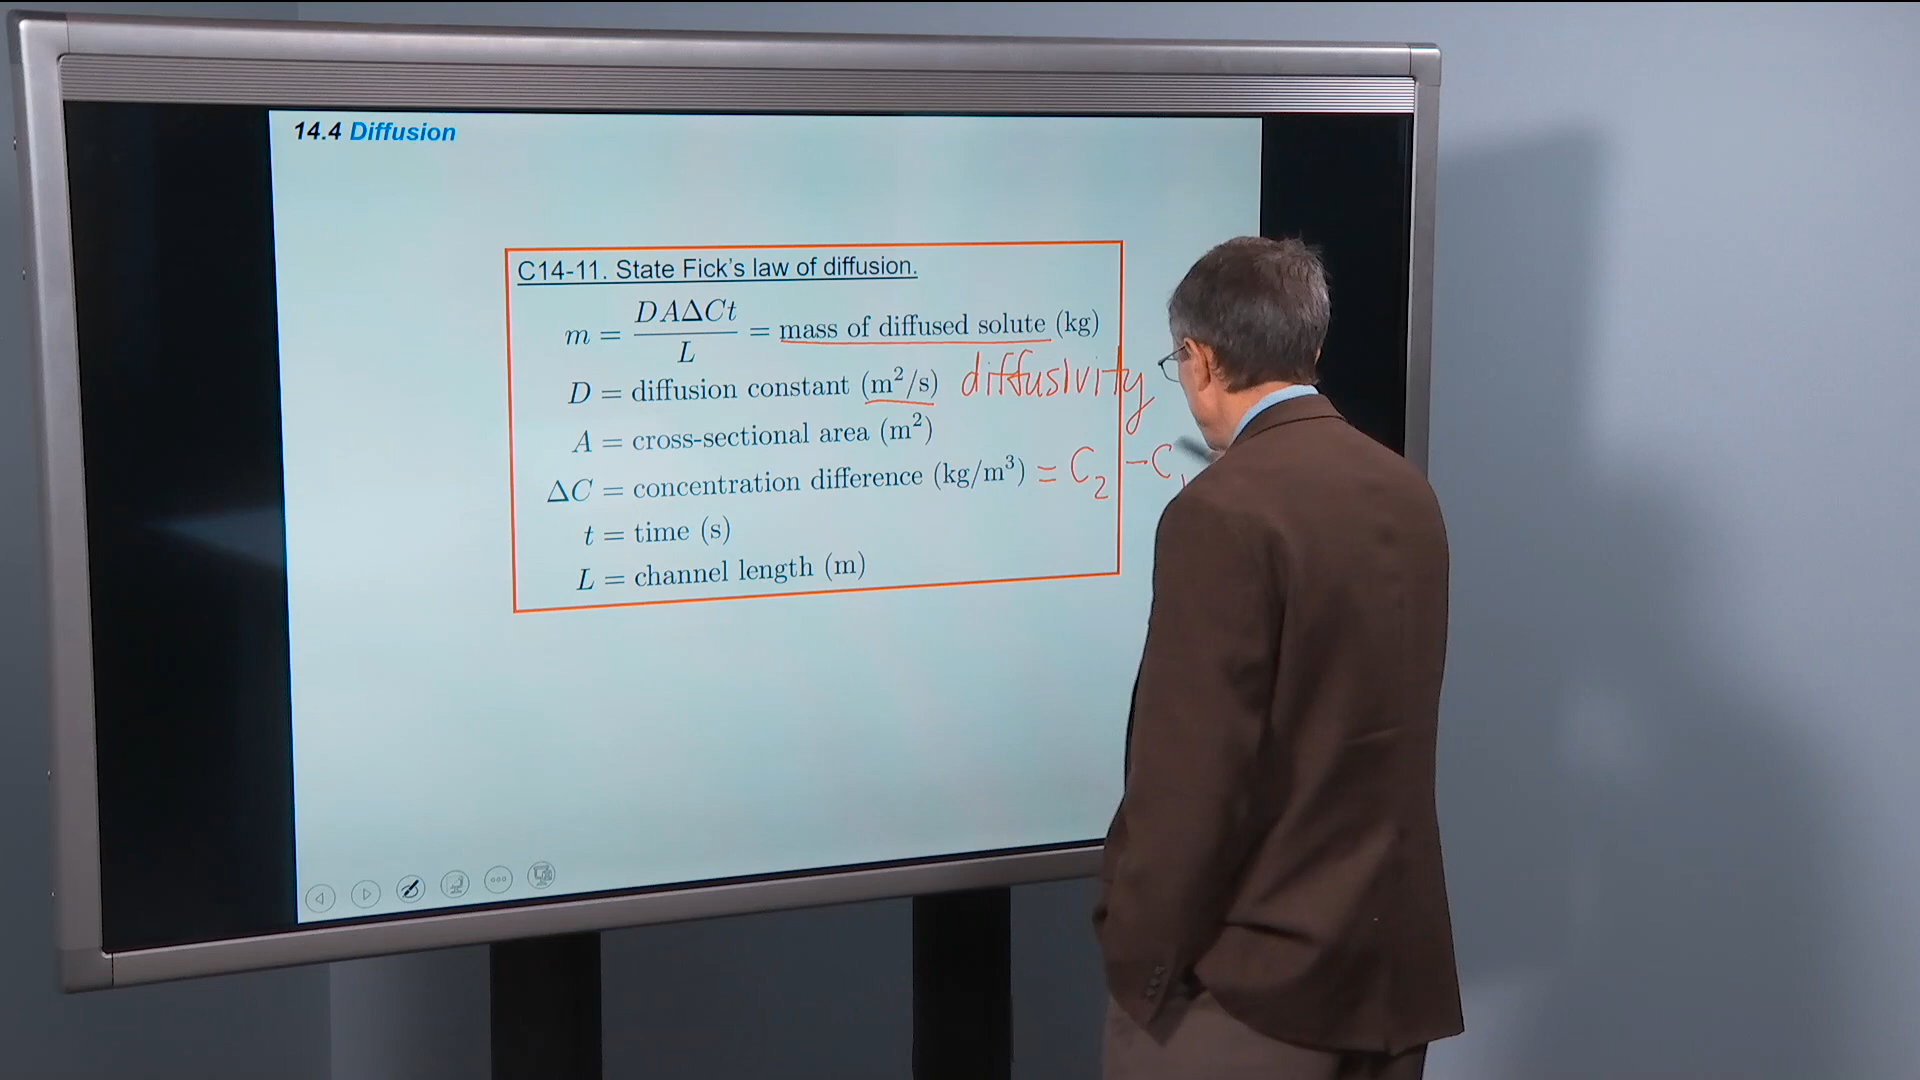 14.4 Diffusion
C14-11. State Fick's law of diffusion.
m = DAΔCt / L = mass of diffused solute (kg)
D = diffusion constant (m²/s) diffusivity
A = cross-sectional area (m²)
ΔC = concentration difference (kg/m³) = C₂ - C₁
t = time (s)
L = channel length (m)